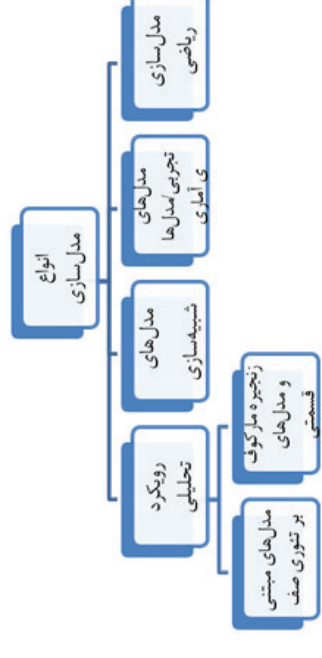 انواع
مدل‌سازی
مدل‌سازی
ریاضی
مدل‌های
تجربی/مدل‌ها
ی آماری
مدل‌های
شبیه‌سازی
رویکرد
تحلیلی
زنجیره مارکوف
و مدل‌های
قسمتی
مدل‌های مبتنی
بر تئوری صف